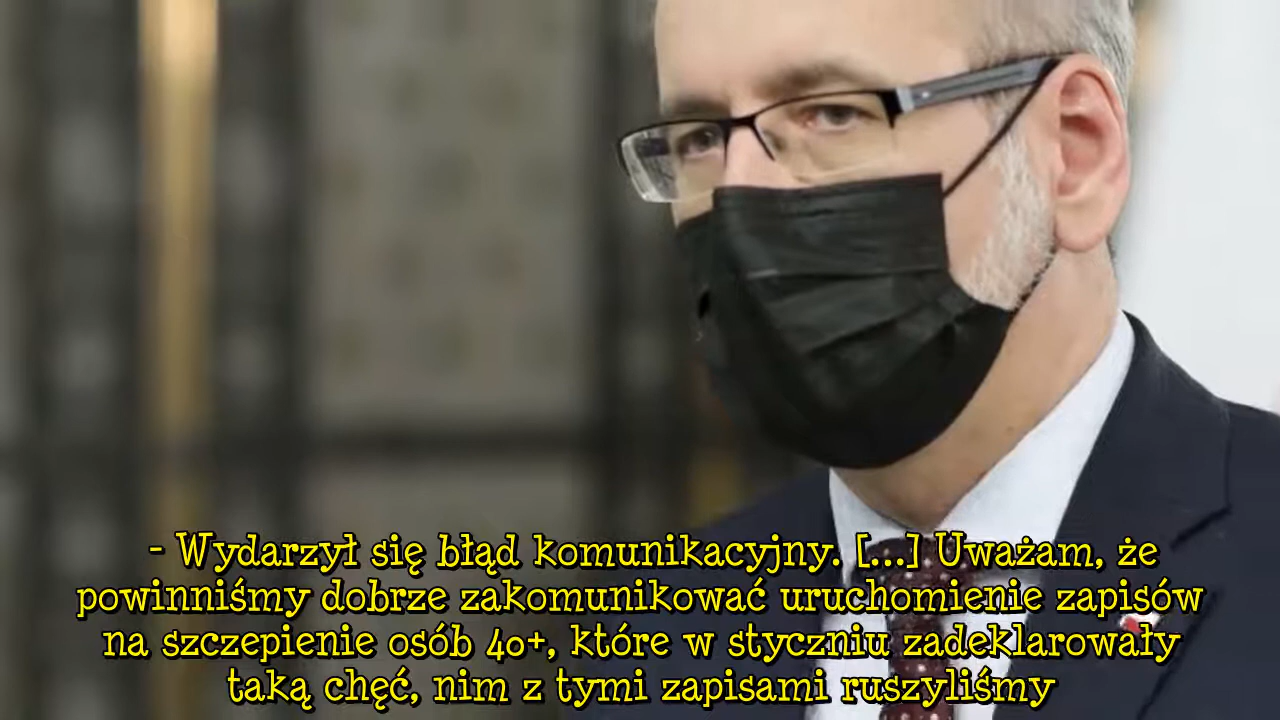 - Wydarzył się błąd komunikacyjny. [...] Uważam, że
powinniśmy dobrze zakomunikować uruchomienie zapisów
na szczepienie osób 40+, które w styczniu zadeklarowały
taką chęć, nim z tymi zapisami ruszyliśmy